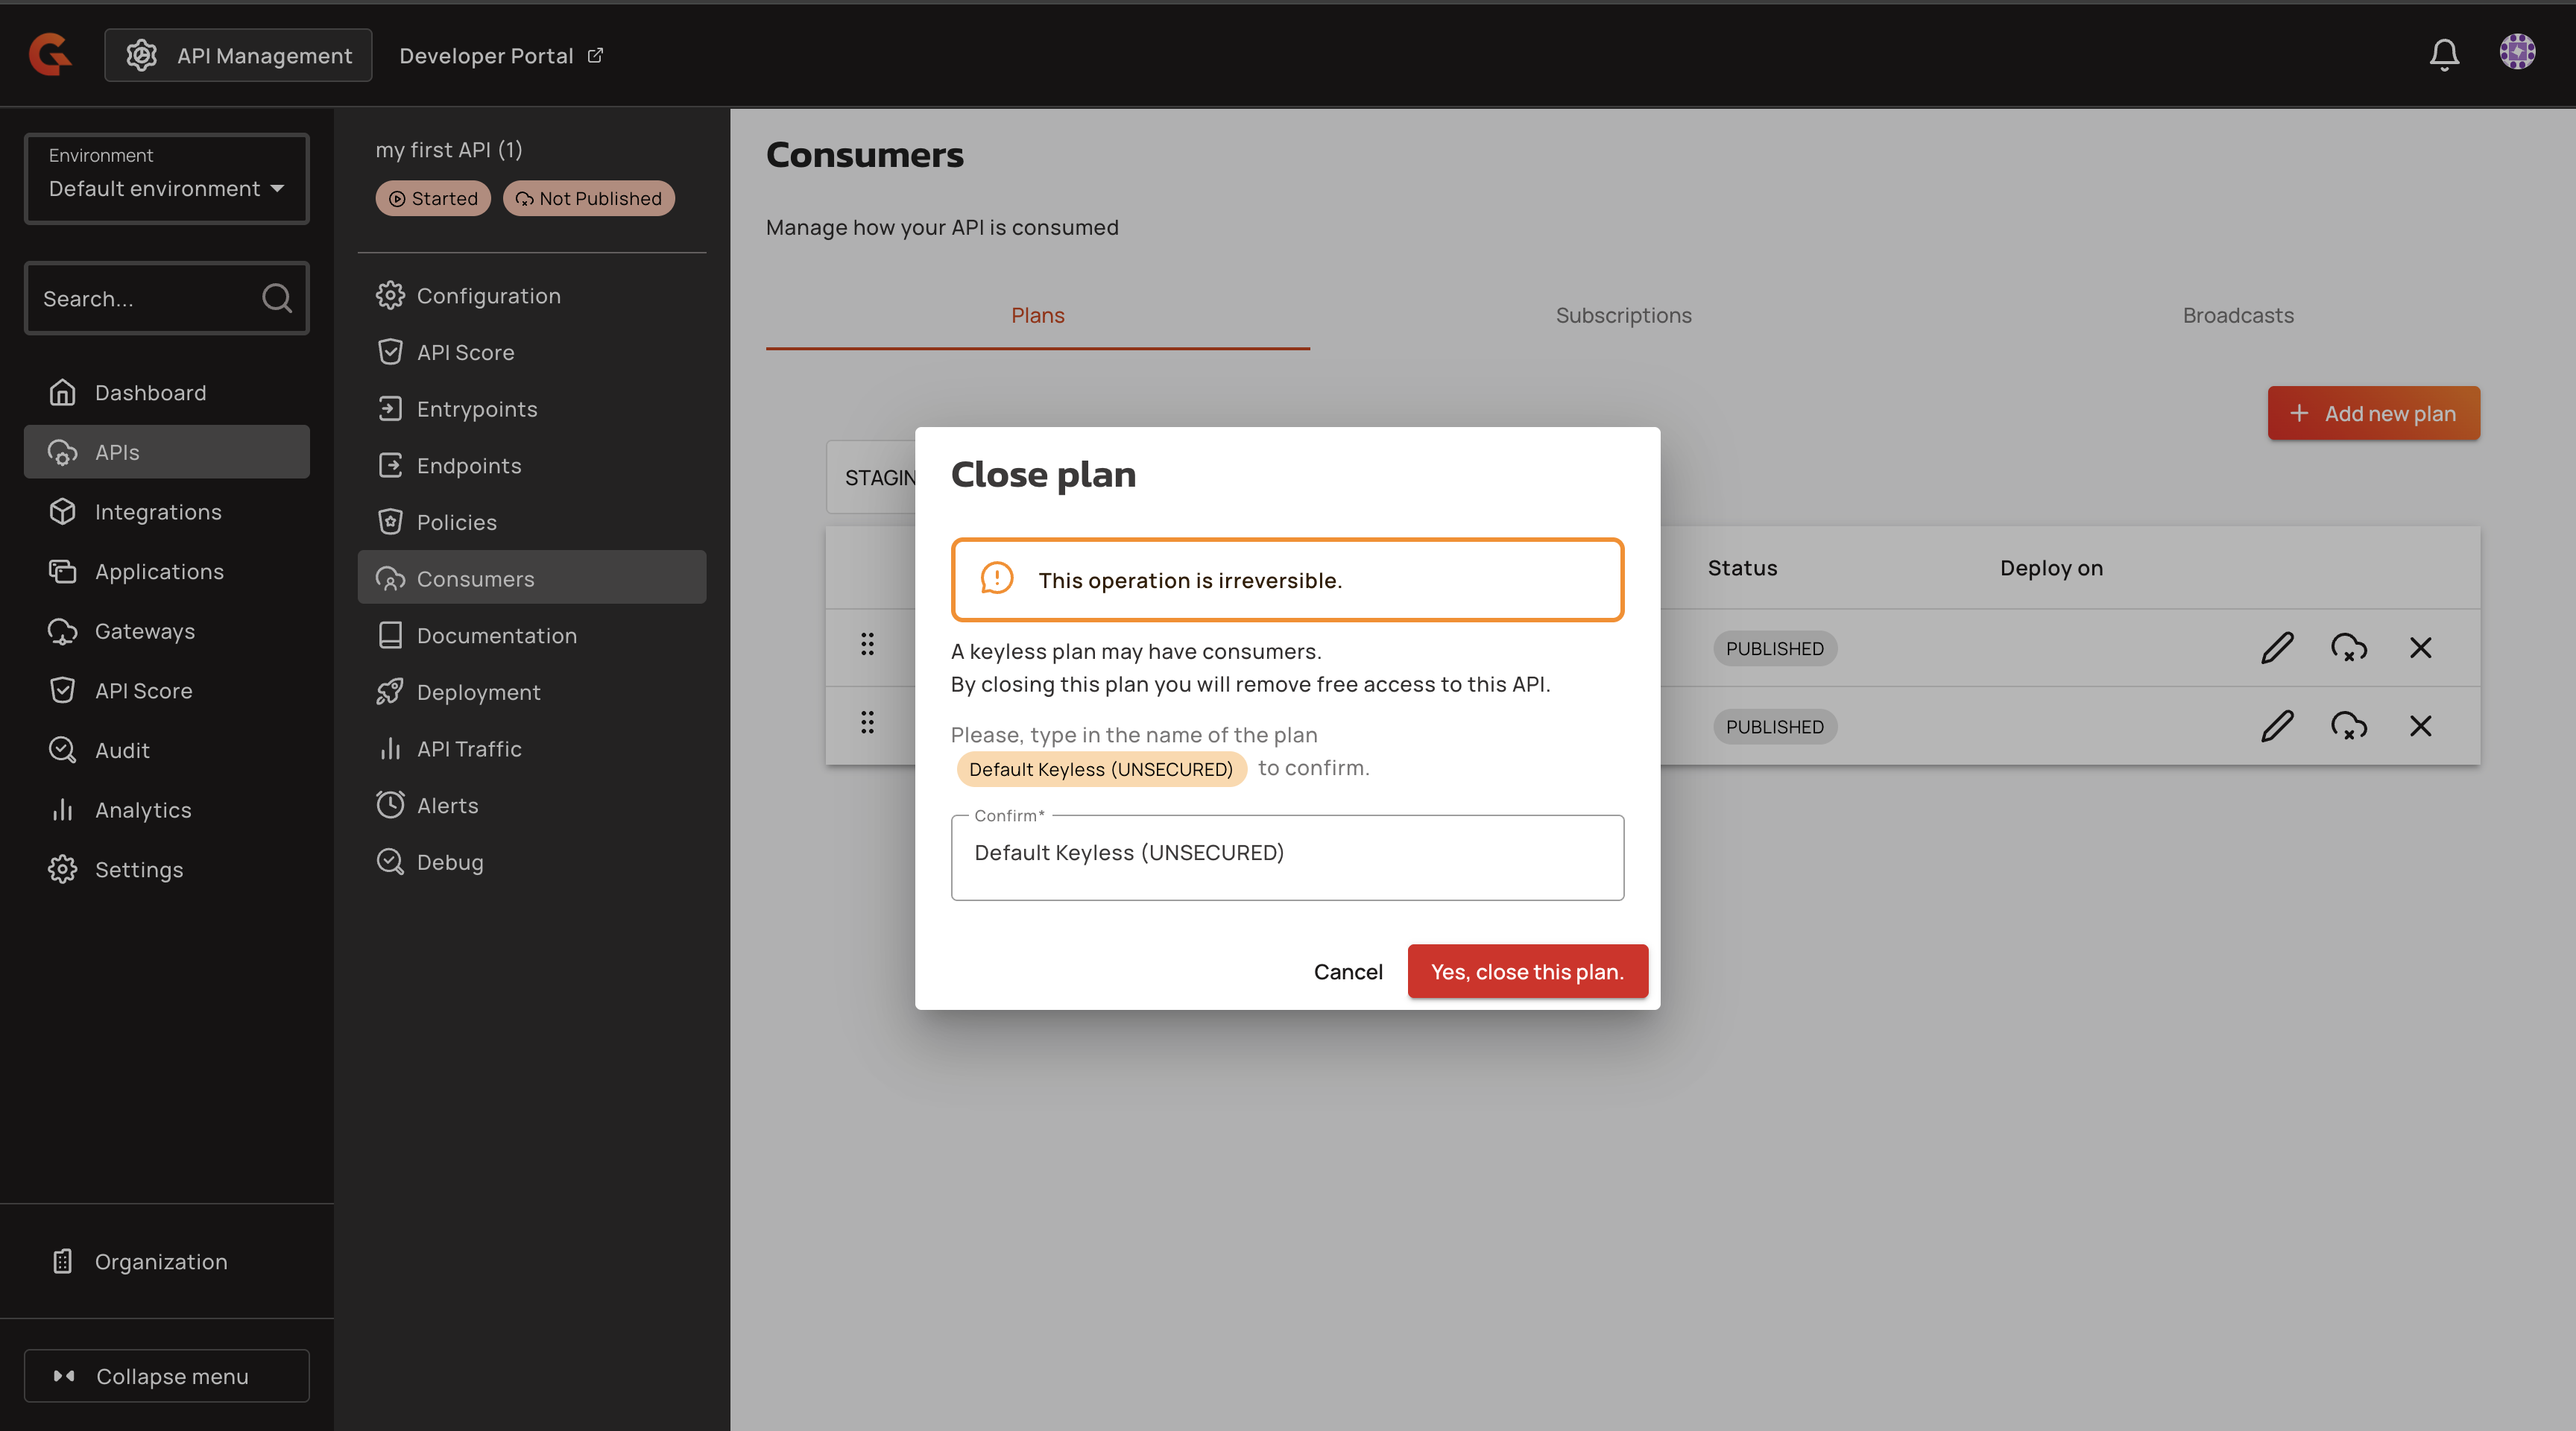 API Management
Developer Portal
Environment
Default environment
Search...
Dashboard
APIs
Integrations
Applications
Gateways
API Score
Audit
Analytics
Settings
Organization
Collapse menu
my first API (1)
Started
Not Published
Configuration
API Score
Entrypoints
Endpoints
Policies
Consumers
Documentation
Deployment
API Traffic
Alerts
Debug
Consumers
Manage how your API is consumed
Plans
Subscriptions
Broadcasts
+ Add new plan
Status
Deploy on
PUBLISHED
PUBLISHED
Close plan
This operation is irreversible.
A keyless plan may have consumers.
By closing this plan you will remove free access to this API.
Please, type in the name of the plan
Default Keyless (UNSECURED) to confirm.
Confirm*
Default Keyless (UNSECURED)
Cancel
Yes, close this plan.